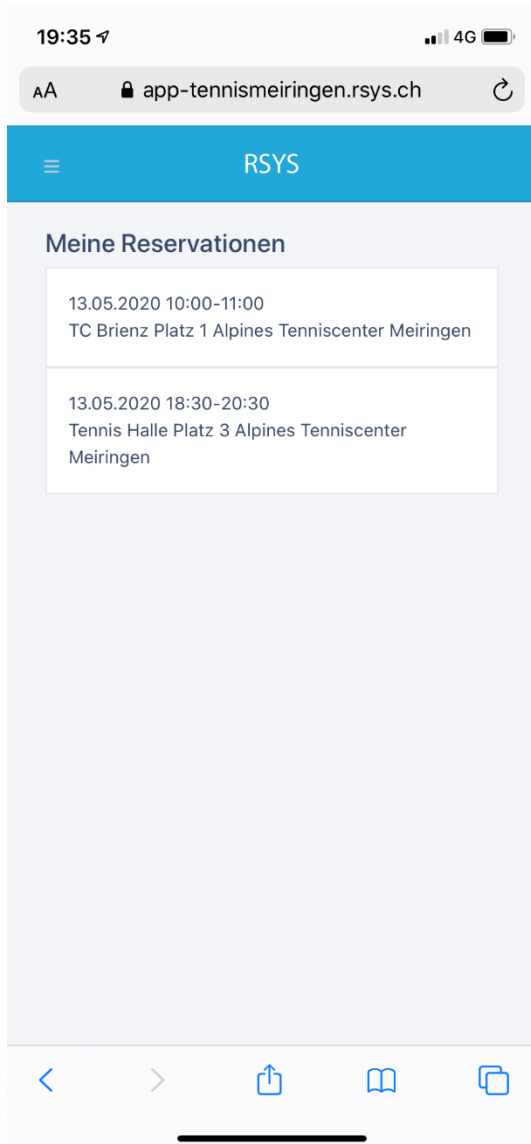 19:35
4G
AA
app-tennismeiringen.rsys.ch
RSYS
Meine Reservationen
13.05.2020 10:00-11:00
TC Brienz Platz 1 Alpines Tenniscenter Meiringen
13.05.2020 18:30-20:30
Tennis Halle Platz 3 Alpines Tenniscenter
Meiringen